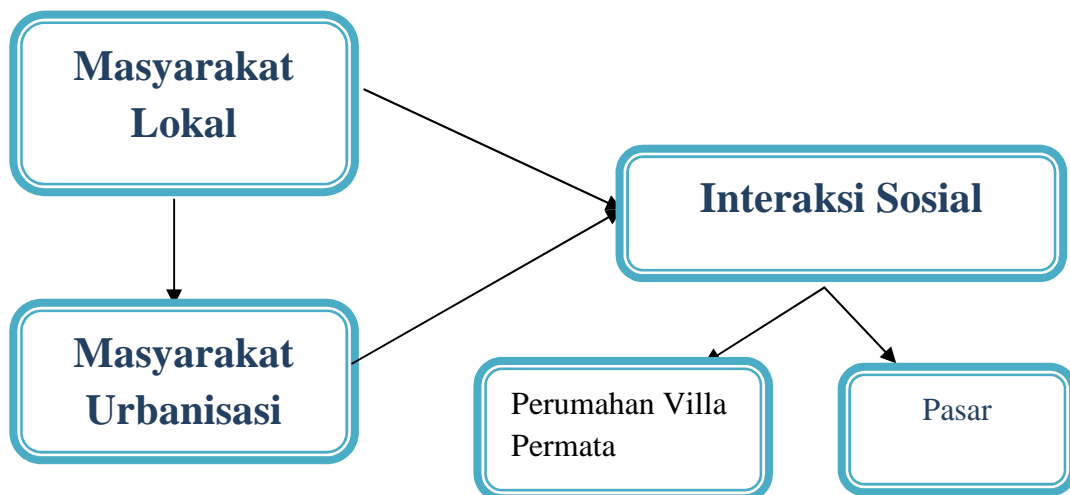 Masyarakat
Lokal
Interaksi Sosial
Masyarakat
Urbanisasi
Perumahan Villa
Permata
Pasar